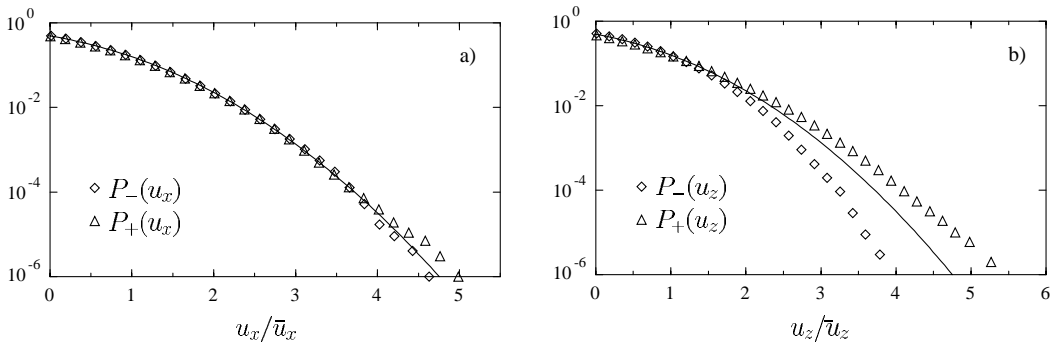 a)
10^0
10^-2
10^-4
10^-6
◇ P_-(u_x)
△ P_+(u_x)
0 1 2 3 4 5
u_x/ū_x
b)
10^0
10^-2
10^-4
10^-6
◇ P_-(u_z)
△ P_+(u_z)
0 1 2 3 4 5 6
u_z/ū_z